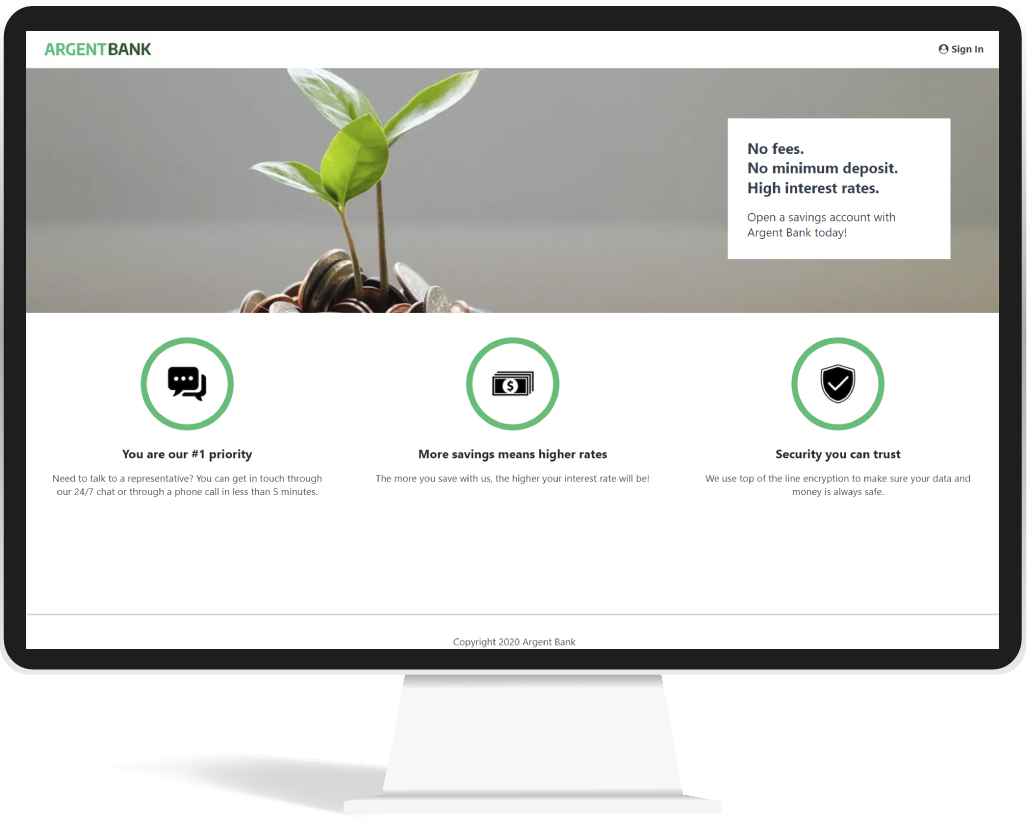 ARGENTBANK
Sign In
No fees.
No minimum deposit.
High interest rates.
Open a savings account with
Argent Bank today!
You are our #1 priority
Need to talk to a representative? You can get in touch through
our 24/7 chat or through a phone call in less than 5 minutes.
More savings means higher rates
The more you save with us, the higher your interest rate will be!
Security you can trust
We use top of the line encryption to make sure your data and
money is always safe.
Copyright 2020 Argent Bank